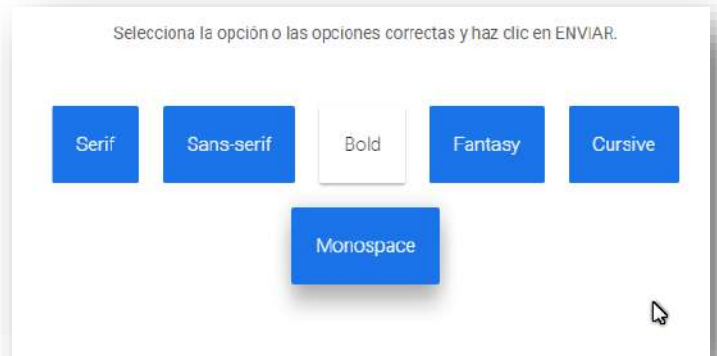 Selecciona la opción o las opciones correctas y haz clic en ENVIAR.
Serif Sans-serif Bold Fantasy Cursive
Monospace